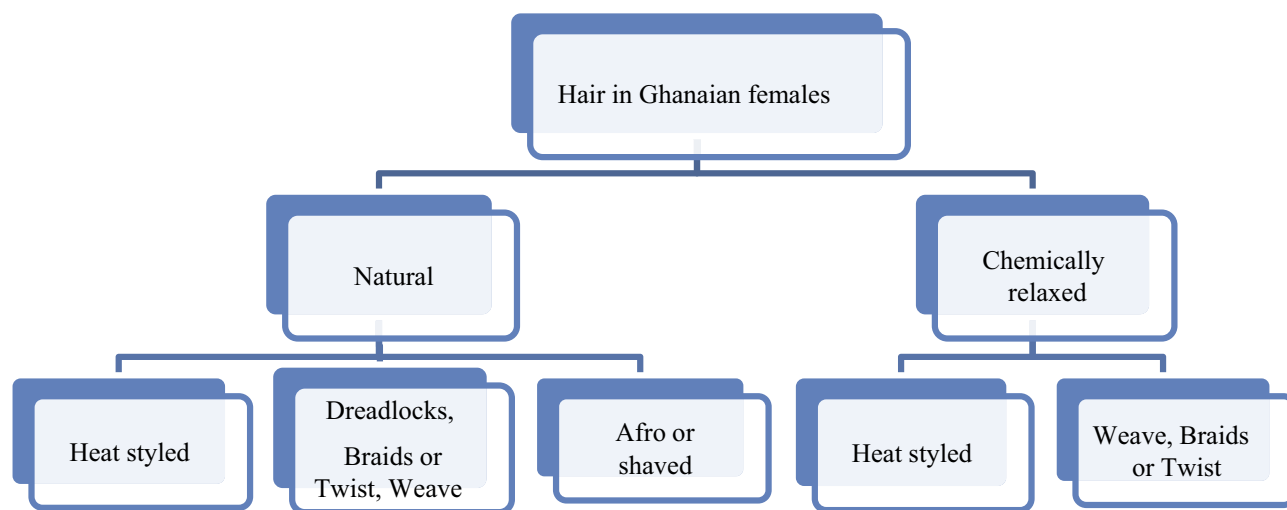 Hair in Ghanaian females
Natural
Chemically
relaxed
Heat styled
Dreadlocks,
Braids or
Twist, Weave
Afro or
shaved
Heat styled
Weave, Braids
or Twist